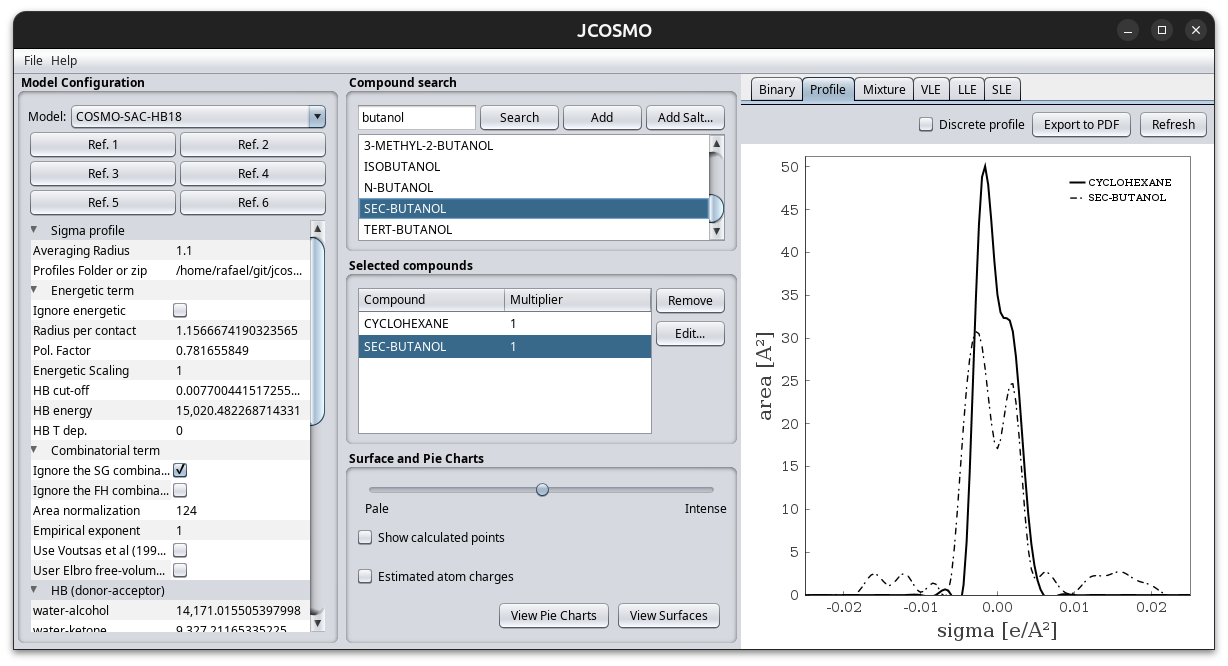 JCOSMO
File Help
Model Configuration
Model: COSMO-SAC-HB18
Ref. 1 Ref. 2
Ref. 3 Ref. 4
Ref. 5 Ref. 6
Sigma profile
Averaging Radius 1.1
Profiles Folder or zip /home/rafael/git/jcos...
Energetic term
Ignore energetic
Radius per contact 1.1566674190323565
Pol. Factor 0.781655849
Energetic Scaling 1
HB cut-off 0.007700441517255...
HB energy 15,020.482268714331
HB T dep. 0
Combinatorial term
Ignore the SG combina...
Ignore the FH combina...
Area normalization 124
Empirical exponent 1
Use Voutsas et al (199...
User Elbro free-volum...
HB (donor-acceptor)
water-alcohol 14,171.015505397998
water-ketone 9,327.21165335225
Compound search
butanol Search Add Add Salt...
3-METHYL-2-BUTANOL
ISOBUTANOL
N-BUTANOL
SEC-BUTANOL
TERT-BUTANOL
Selected compounds
Compound Multiplier
CYCLOHEXANE 1
SEC-BUTANOL 1
Remove
Edit...
Surface and Pie Charts
Pale Intense
Show calculated points
Estimated atom charges
View Pie Charts View Surfaces
Binary Profile Mixture VLE LLE SLE
Discrete profile Export to PDF Refresh
CYCLOHEXANE
SEC-BUTANOL
area [A²]
50
45
40
35
30
25
20
15
10
5
0
-0.02 -0.01 0.00 0.01 0.02
sigma [e/A²]